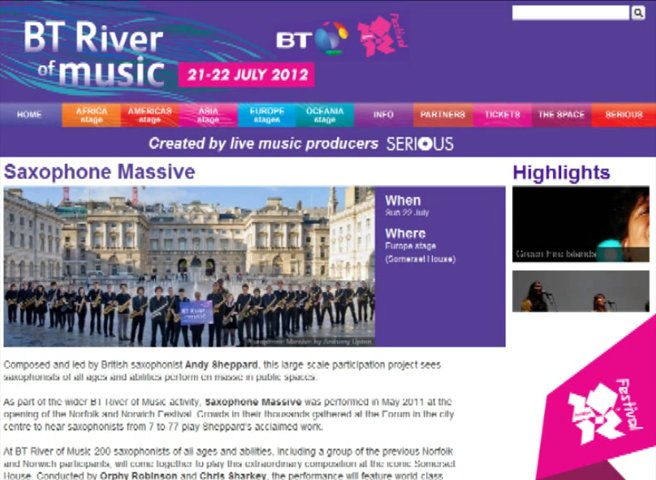 BT River
of music
BT
Festival
21-22 JULY 2012
HOME
AFRICA stage
AMERICAS stage
ASIA stage
EUROPE stages
OCEANIA stage
INFO
PARTNERS
TICKETS
THE SPACE
SERIOUS
Created by live music producers SERIOUS
Saxophone Massive
When
Sun 22 July
Where
Europe stage
(Somerset House)
Saxophone Massive by Anthony Upton
Highlights
Composed and led by British saxophonist Andy Sheppard, this large scale participation project sees
saxophonists of all ages and abilities perform en masse in public spaces.
As part of the wider BT River of Music activity, Saxophone Massive was performed in May 2011 at the
opening of the Norfolk and Norwich Festival. Crowds in their thousands gathered at the Forum in the city
centre to hear saxophonists from 7 to 77 play Sheppard's acclaimed work.
At BT River of Music 200 saxophonists of all ages and abilities, including a group of the previous Norfolk
and Norwich participants, will come together to play this extraordinary composition at the iconic Somerset
House. Conducted by Orphy Robinson and Chris Sharkey, the performance will feature world class
Festival